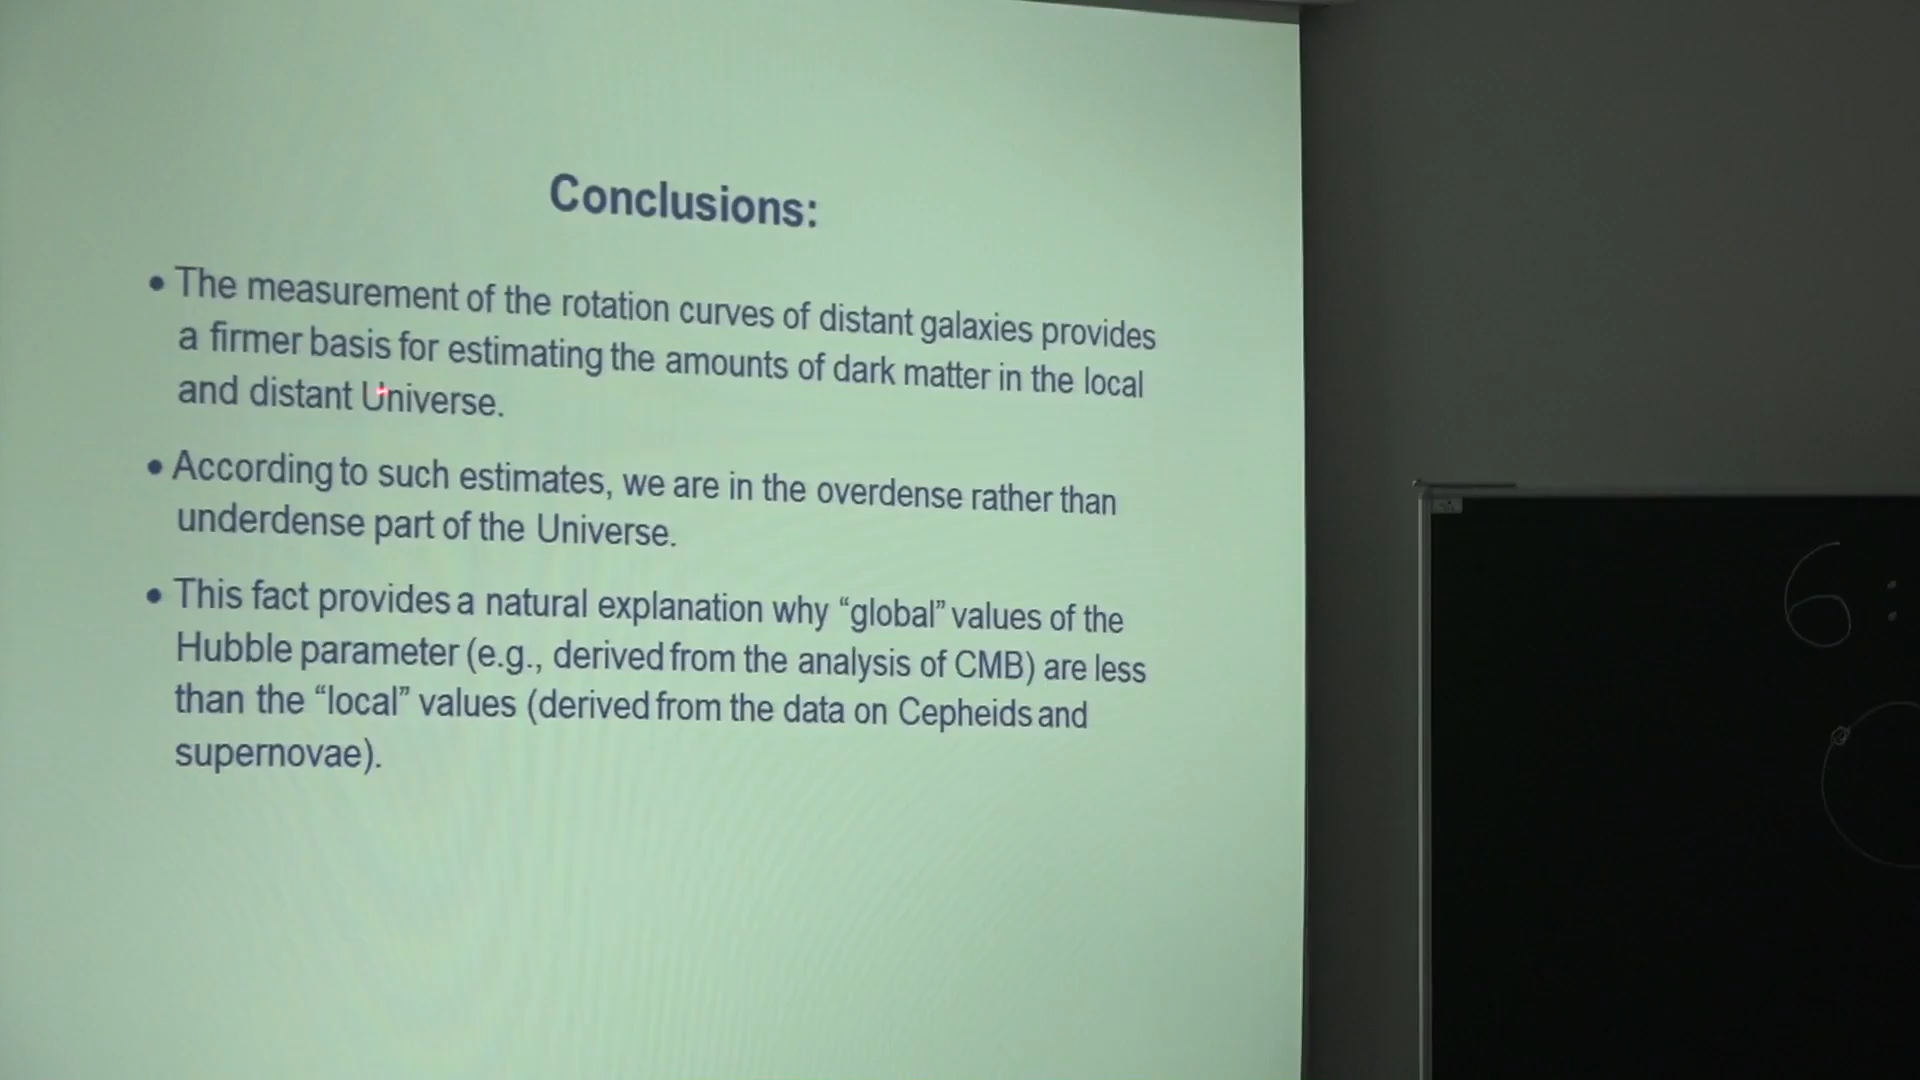 Conclusions:
• The measurement of the rotation curves of distant galaxies provides
a firmer basis for estimating the amounts of dark matter in the local
and distant Universe.
• According to such estimates, we are in the overdense rather than
underdense part of the Universe.
• This fact provides a natural explanation why “global” values of the
Hubble parameter (e.g., derived from the analysis of CMB) are less
than the “local” values (derived from the data on Cepheids and
supernovae).
6 :